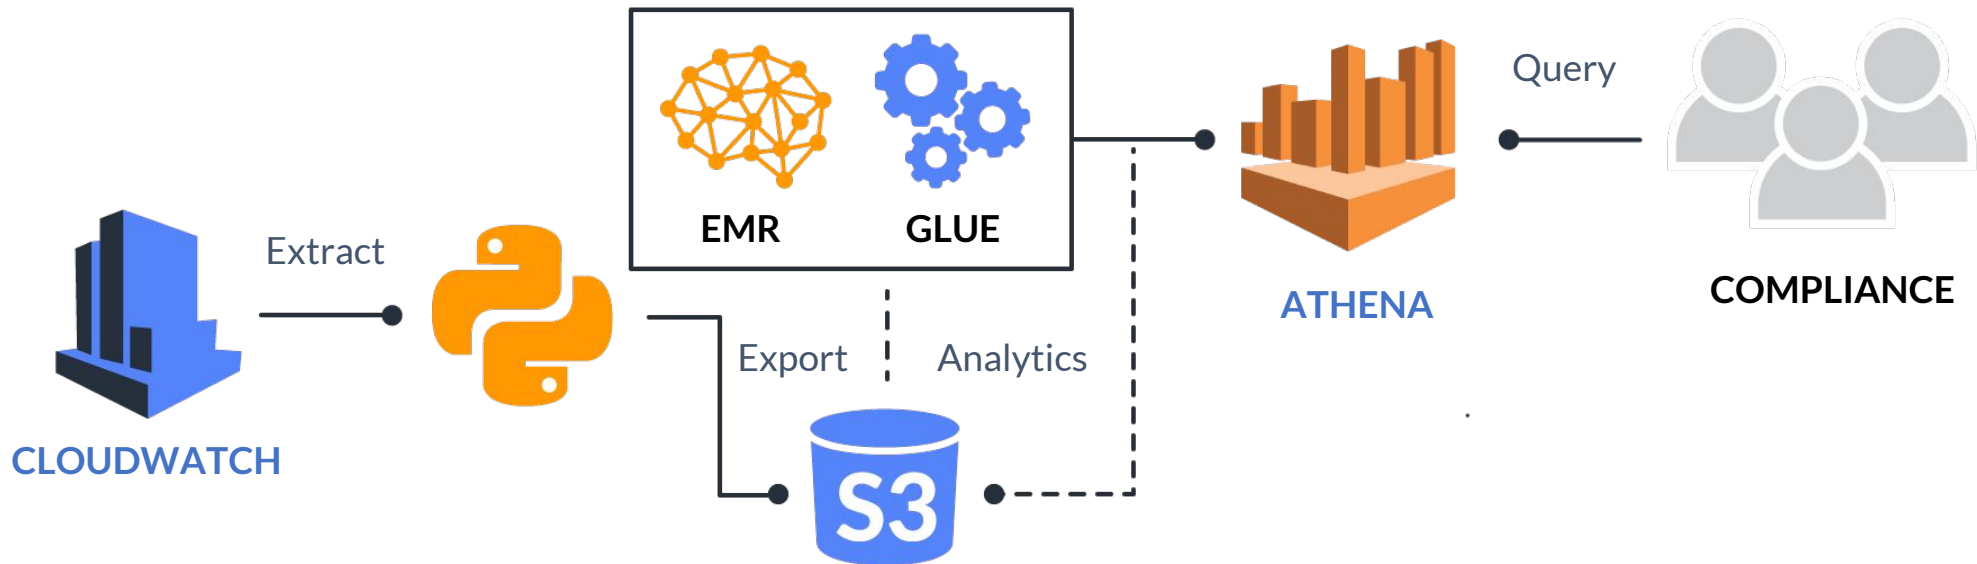 Query
EMR
GLUE
Extract
COMPLIANCE
ATHENA
Export
Analytics
CLOUDWATCH
S3